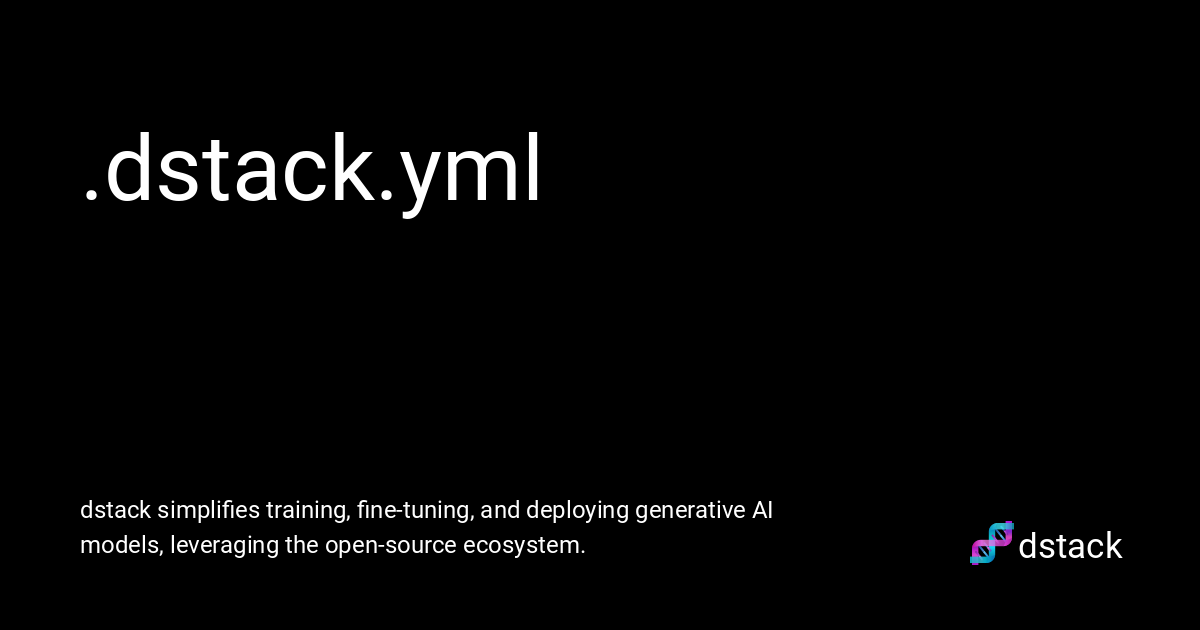 .dstack.yml
dstack simplifies training, fine-tuning, and deploying generative AI
models, leveraging the open-source ecosystem.
dstack